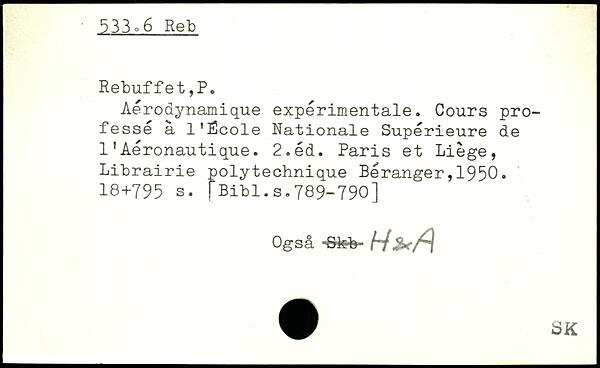 533.6 Reb
Rebuffet,P.
Aérodynamique expérimentale. Cours pro-
fessé à l'École Nationale Supérieure de
l'Aéronautique. 2.éd. Paris et Liège,
Librairie polytechnique Béranger,1950.
18+795 s. [Bibl.s.789-790]
Også Skb H&A
SK